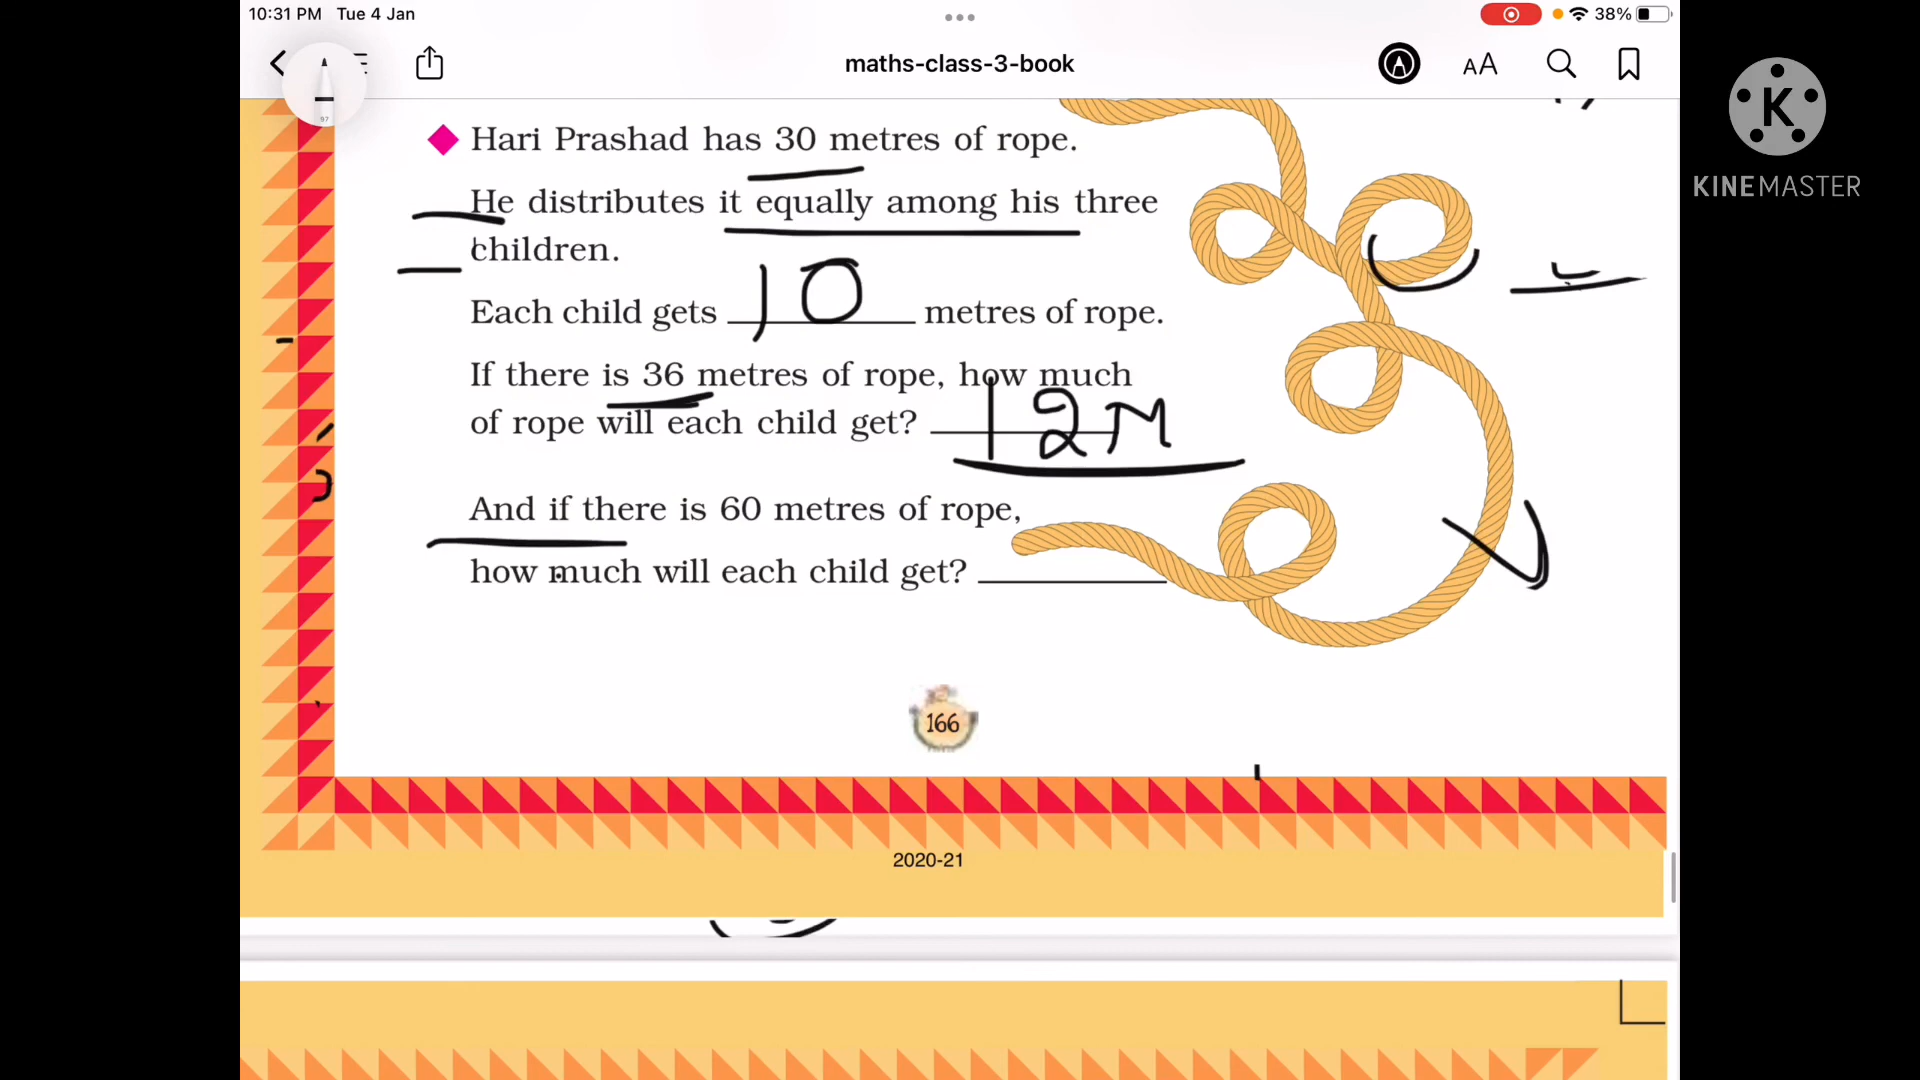 10:31 PM Tue 4 Jan
38%
maths-class-3-book
AA
97
K
KINEMASTER
Hari Prashad has 30 metres of rope.
He distributes it equally among his three
children.
Each child gets 10 metres of rope.
If there is 36 metres of rope, how much
of rope will each child get? 12M
And if there is 60 metres of rope,
how much will each child get?
166
2020-21